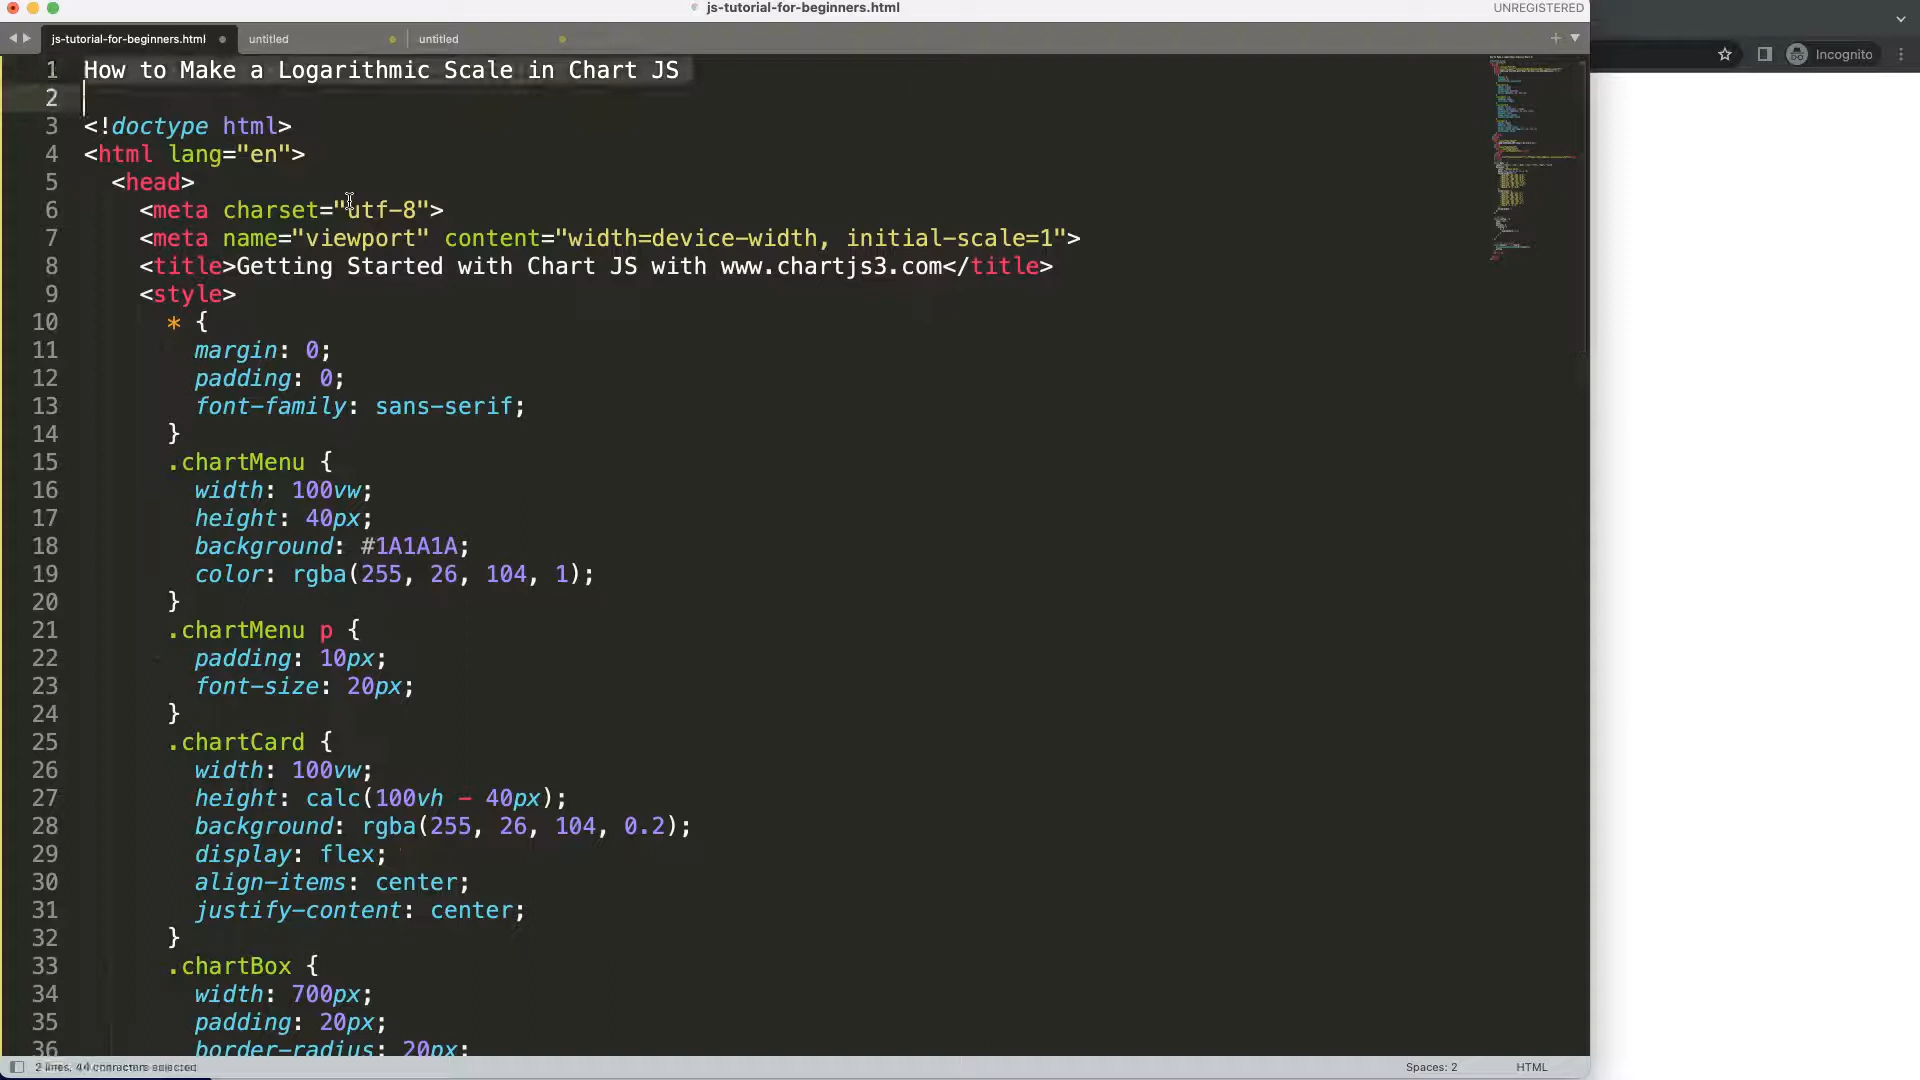 js-tutorial-for-beginners.html
UNREGISTERED
js-tutorial-for-beginners.html
untitled
untitled
Incognito
1 How to Make a Logarithmic Scale in Chart JS
2
3 <!doctype html>
4 <html lang="en">
5 <head>
6 <meta charset="utf-8">
7 <meta name="viewport" content="width=device-width, initial-scale=1">
8 <title>Getting Started with Chart JS with www.chartjs3.com</title>
9 <style>
10 * {
11 margin: 0;
12 padding: 0;
13 font-family: sans-serif;
14 }
15 .chartMenu {
16 width: 100vw;
17 height: 40px;
18 background: #1A1A1A;
19 color: rgba(255, 26, 104, 1);
20 }
21 .chartMenu p {
22 padding: 10px;
23 font-size: 20px;
24 }
25 .chartCard {
26 width: 100vw;
27 height: calc(100vh - 40px);
28 background: rgba(255, 26, 104, 0.2);
29 display: flex;
30 align-items: center;
31 justify-content: center;
32 }
33 .chartBox {
34 width: 700px;
35 padding: 20px;
36 border-radius: 20px;
2 lines, 44 characters selected
Spaces: 2
HTML